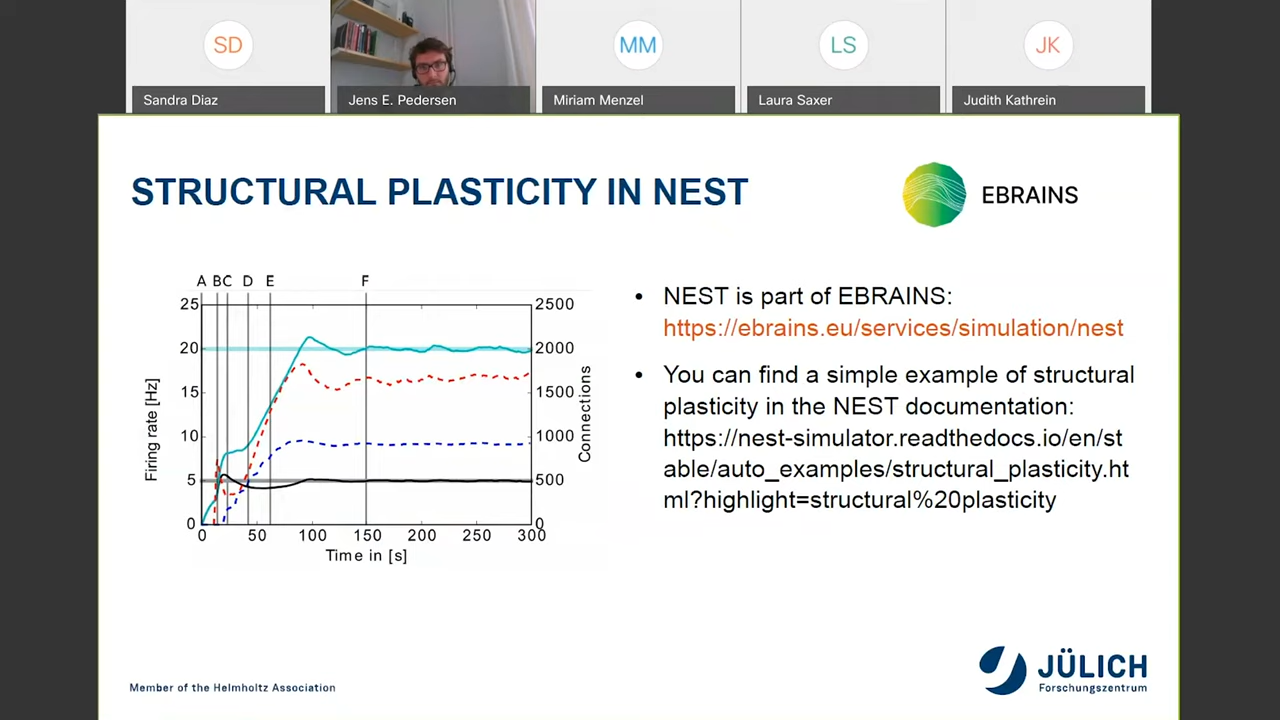 SD
MM
LS
JK
Sandra Diaz
Jens E. Pedersen
Miriam Menzel
Laura Saxer
Judith Kathrein
STRUCTURAL PLASTICITY IN NEST
EBRAINS
A B C D E F
25
20
15
10
5
0
Firing rate [Hz]
2500
2000
1500
1000
500
0
Connections
0 50 100 150 200 250 300
Time in [s]
• NEST is part of EBRAINS:
https://ebrains.eu/services/simulation/nest
• You can find a simple example of structural
plasticity in the NEST documentation:
https://nest-simulator.readthedocs.io/en/st
able/auto_examples/structural_plasticity.ht
ml?highlight=structural%20plasticity
Member of the Helmholtz Association
JÜLICH
Forschungszentrum